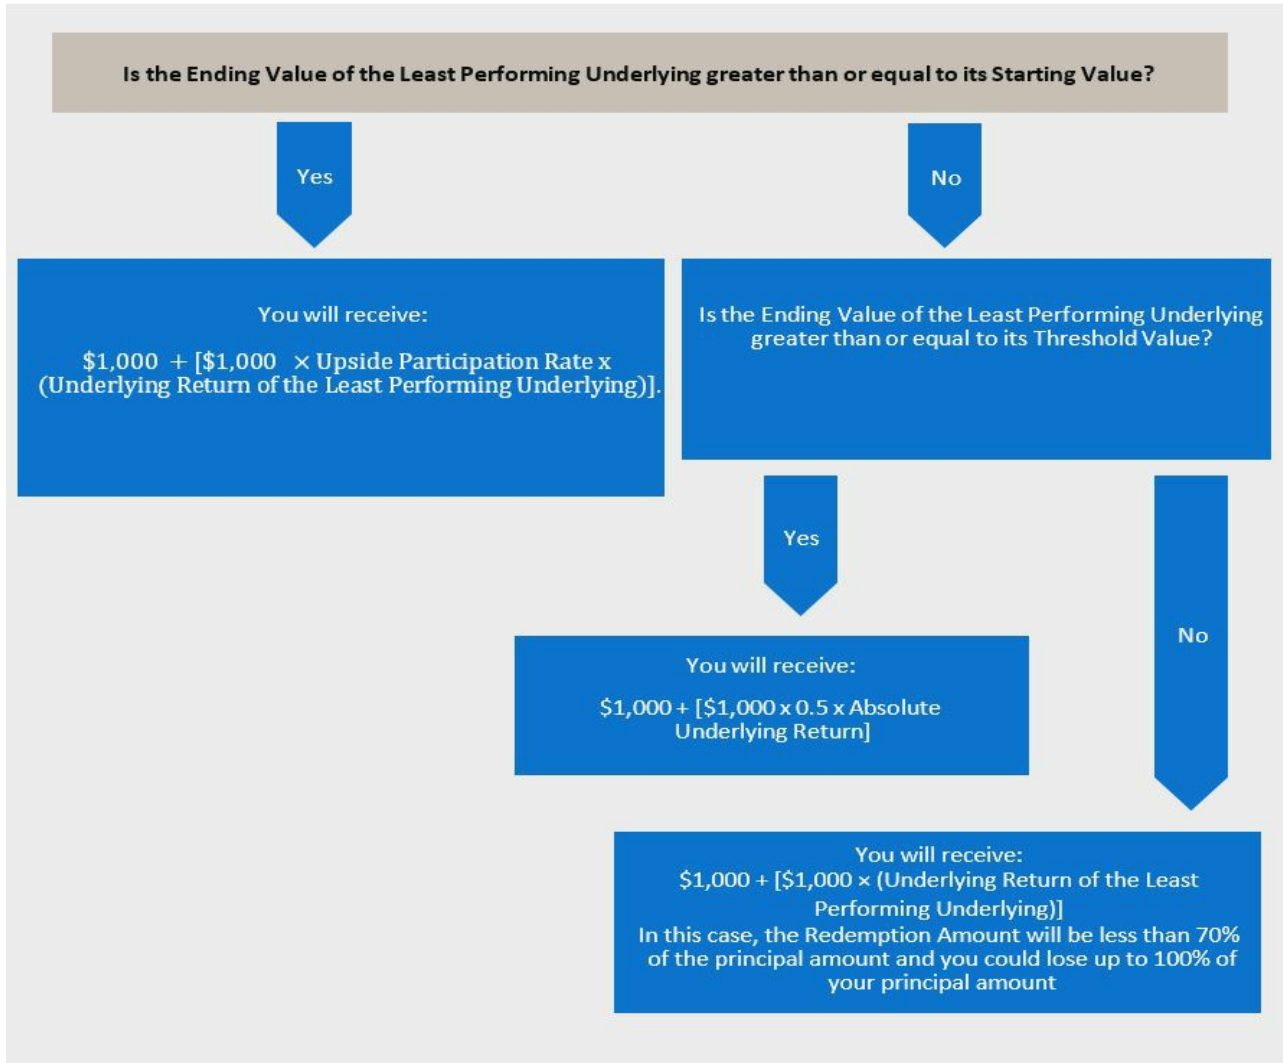 Is the Ending Value of the Least Performing Underlying greater than or equal to its Starting Value?
Yes
No
You will receive:
$1,000 + [$1,000 × Upside Participation Rate x
(Underlying Return of the Least Performing Underlying)].
Is the Ending Value of the Least Performing Underlying
greater than or equal to its Threshold Value?
Yes
No
You will receive:
$1,000 + [$1,000 x 0.5 x Absolute
Underlying Return]
You will receive:
$1,000 + [$1,000 × (Underlying Return of the Least
Performing Underlying)]
In this case, the Redemption Amount will be less than 70%
of the principal amount and you could lose up to 100% of
your principal amount